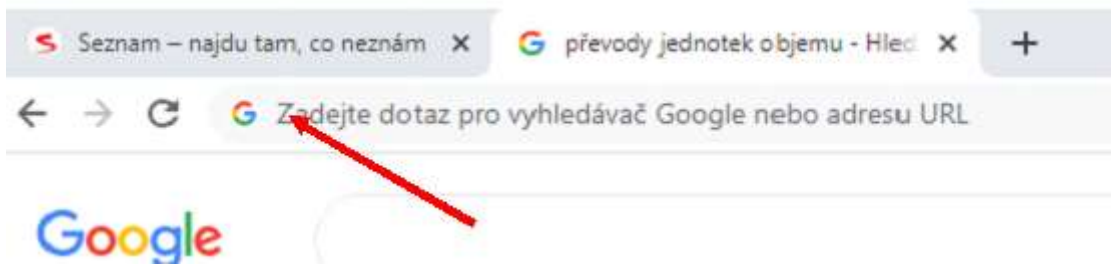 Seznam – najdu tam, co neznám
převody jednotek objemu - Hled
Zadejte dotaz pro vyhledávač Google nebo adresu URL
Google